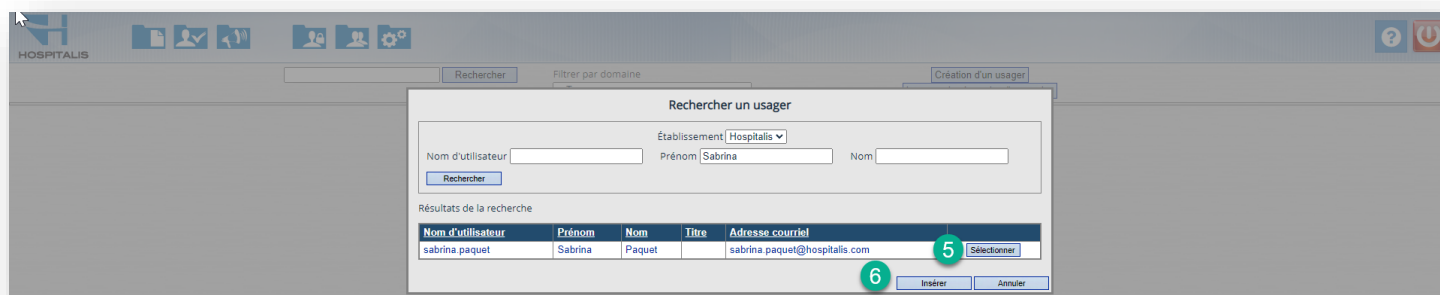 HOSPITALIS
Rechercher
Filtrer par domaine
Création d'un usager
Rechercher un usager
Établissement Hospitalis
Nom d'utilisateur
Prénom Sabrina
Nom
Rechercher
Résultats de la recherche
Nom d'utilisateur Prénom Nom Titre Adresse courriel
sabrina.paquet Sabrina Paquet sabrina.paquet@hospitalis.com 5 Sélectionner
6 Insérer Annuler